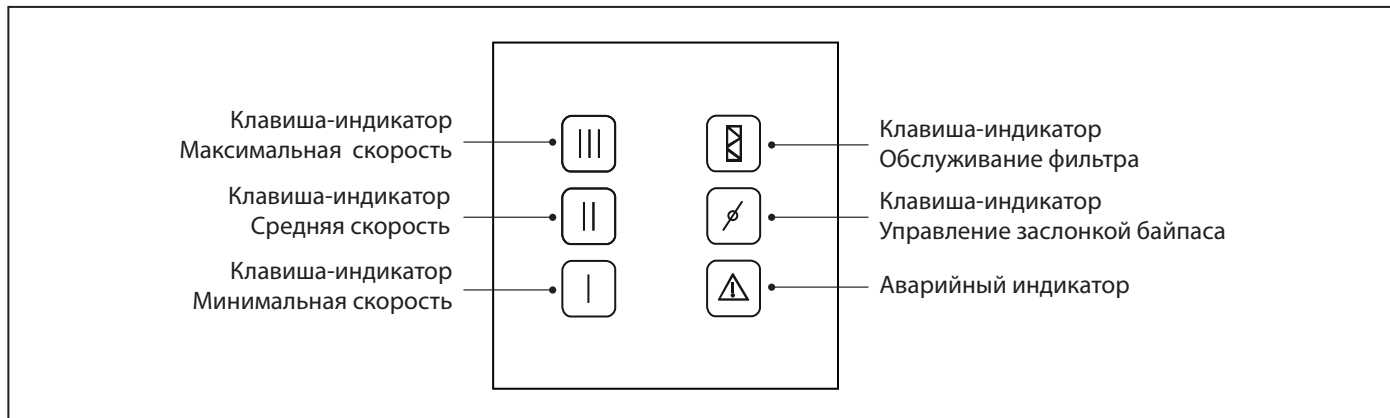 Клавиша-индикатор
Максимальная скорость
Клавиша-индикатор
Средняя скорость
Клавиша-индикатор
Минимальная скорость
Клавиша-индикатор
Обслуживание фильтра
Клавиша-индикатор
Управление заслонкой байпаса
Аварийный индикатор